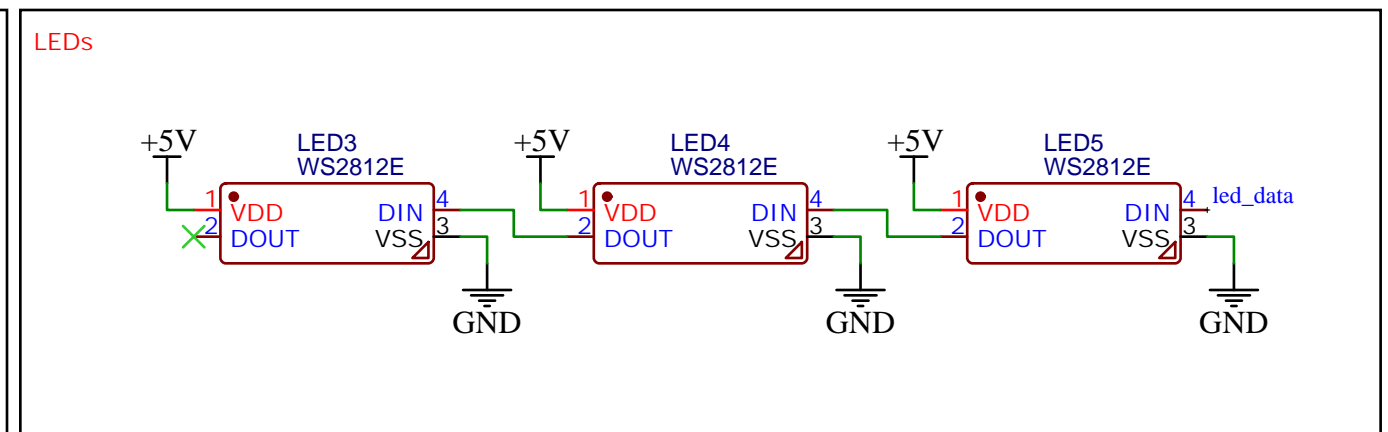 LEDs
+5V LED3 +5V LED4 +5V LED5
WS2812E WS2812E WS2812E
1 VDD DIN 4 1 VDD DIN 4 1 VDD DIN 4 led_data
2 DOUT VSS 3 2 DOUT VSS 3 2 DOUT VSS 3
GND GND GND